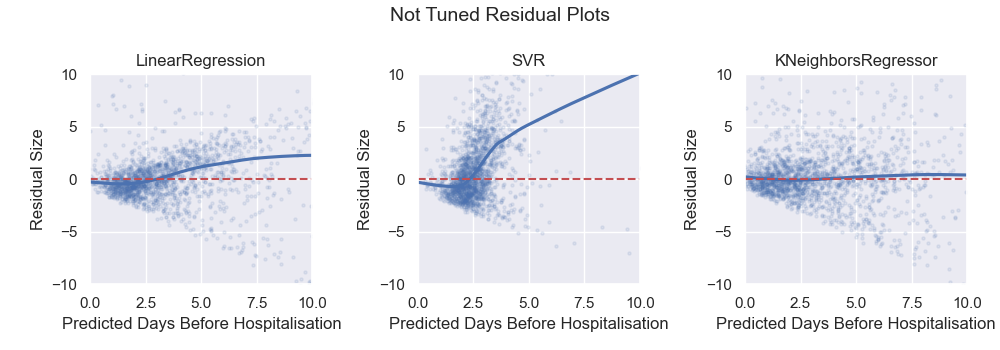 Not Tuned Residual Plots
LinearRegression
Residual Size
10
5
0
−5
−10
0.0 2.5 5.0 7.5 10.0
Predicted Days Before Hospitalisation
SVR
Residual Size
10
5
0
−5
−10
0.0 2.5 5.0 7.5 10.0
Predicted Days Before Hospitalisation
KNeighborsRegressor
Residual Size
10
5
0
−5
−10
0.0 2.5 5.0 7.5 10.0
Predicted Days Before Hospitalisation